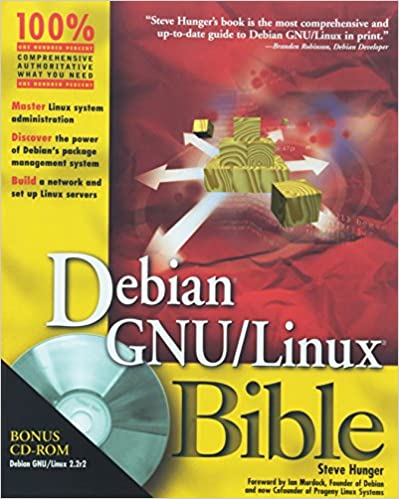 100%
ONE HUNDRED PERCENT
COMPREHENSIVE
AUTHORITATIVE
WHAT YOU NEED
ONE HUNDRED PERCENT
Master Linux system
administration
Discover the power
of Debian's package
management system
Build a network and
set up Linux servers
"Steve Hunger's book is the most comprehensive and
up-to-date guide to Debian GNU/Linux in print."
—Branden Robinson, Debian Developer
Debian
GNU/Linux®
Bible
BONUS
CD-ROM
Debian GNU/Linux 2.2r2
Steve Hunger
Foreword by Ian Murdock, Founder of Debian
and now Cofounder of Progeny Linux Systems